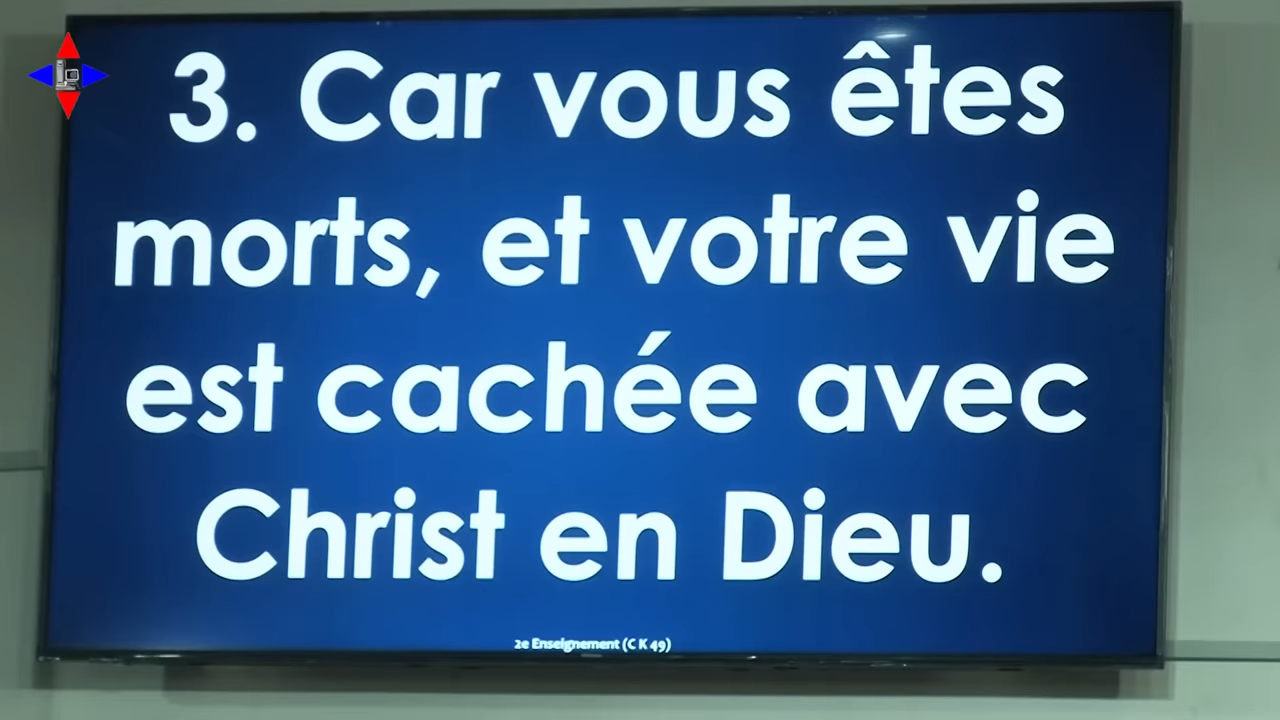 3. Car vous êtes
morts, et votre vie
est cachée avec
Christ en Dieu.
2e Enseignement (C K 49)